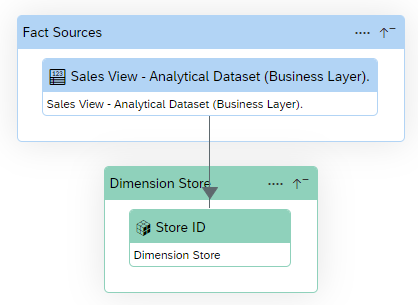 Fact Sources
Sales View - Analytical Dataset (Business Layer).
Sales View - Analytical Dataset (Business Layer).
Dimension Store
Store ID
Dimension Store